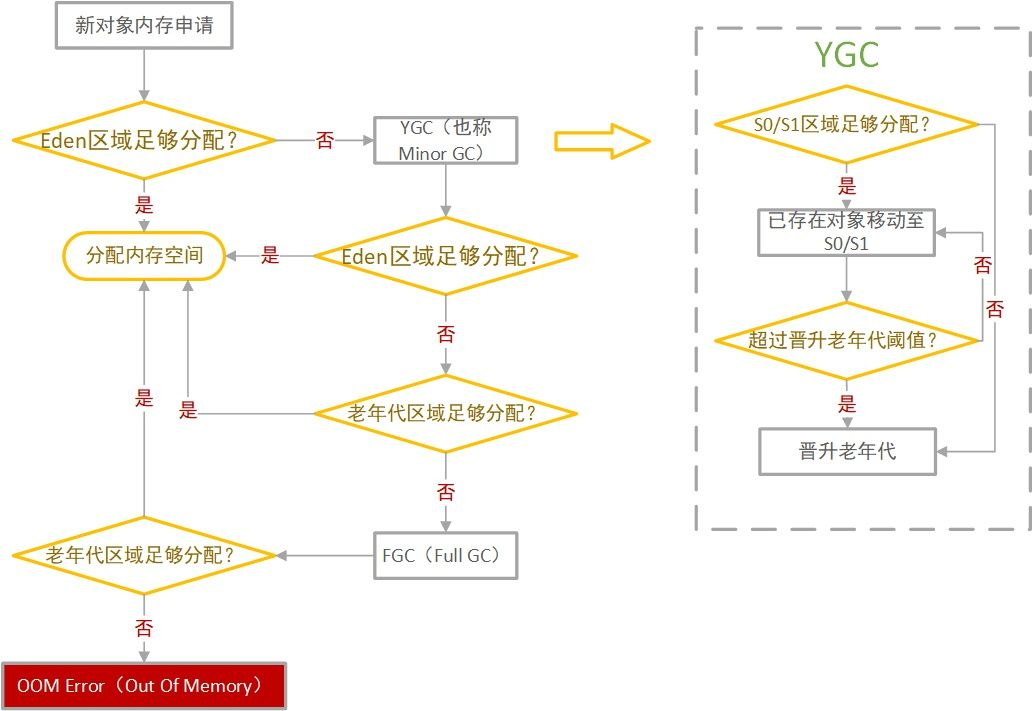 新对象内存申请
Eden区域足够分配?
否
YGC（也称
Minor GC）
是
分配内存空间
是
Eden区域足够分配?
否
是
是
老年代区域足够分配?
否
老年代区域足够分配?
FGC（Full GC）
否
OOM Error（Out Of Memory）
YGC
S0/S1区域足够分配?
是
已存在对象移动至
S0/S1
否
否
超过晋升老年代阈值?
是
晋升老年代